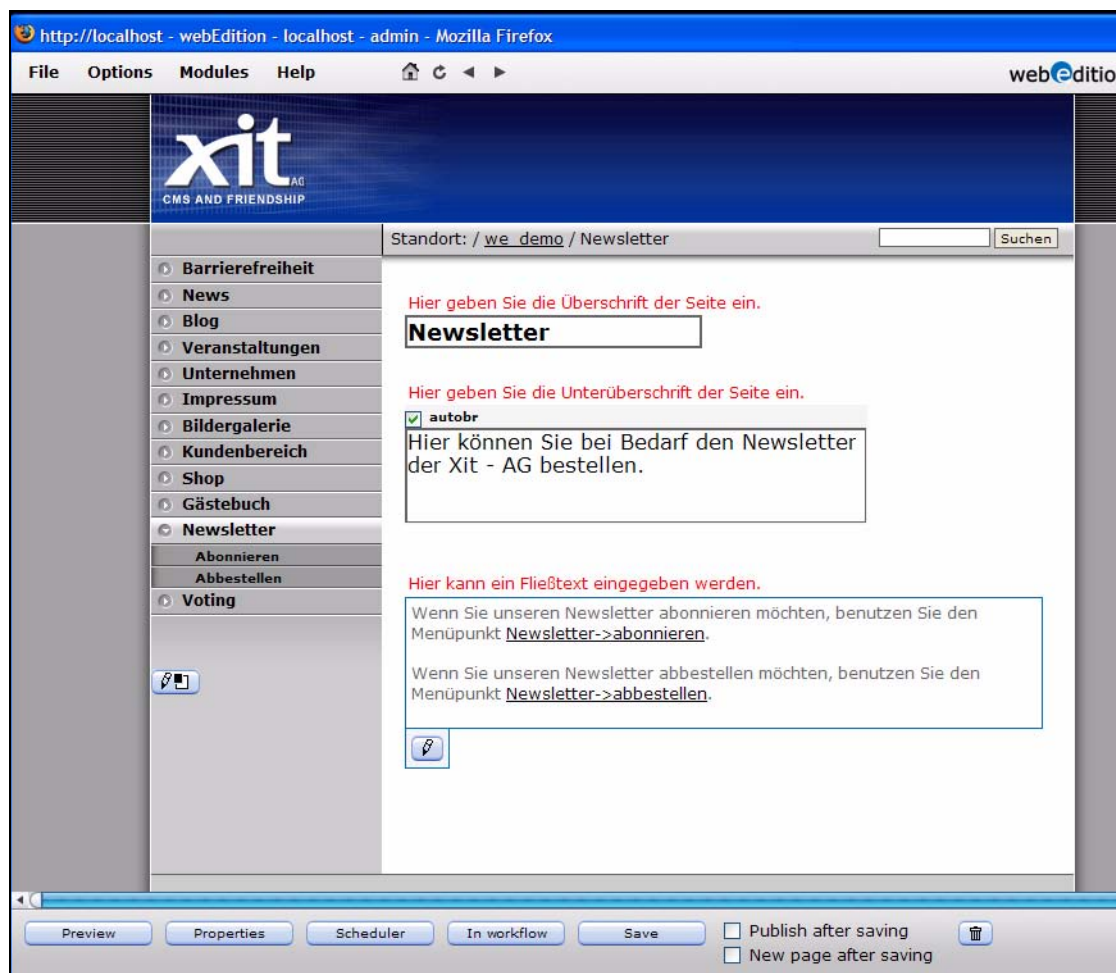 http://localhost - webEdition - localhost - admin - Mozilla Firefox
File Options Modules Help
webeditio
xit
AG
CMS AND FRIENDSHIP
Standort: / we_demo / Newsletter
Suchen
Barrierefreiheit
News
Blog
Veranstaltungen
Unternehmen
Impressum
Bildergalerie
Kundenbereich
Shop
Gästebuch
Newsletter
Abonnieren
Abbestellen
Voting
Hier geben Sie die Überschrift der Seite ein.
Newsletter
Hier geben Sie die Unterüberschrift der Seite ein.
autobr
Hier können Sie bei Bedarf den Newsletter
der Xit - AG bestellen.
Hier kann ein Fließtext eingegeben werden.
Wenn Sie unseren Newsletter abonnieren möchten, benutzen Sie den
Menüpunkt Newsletter->abonnieren.
Wenn Sie unseren Newsletter abbestellen möchten, benutzen Sie den
Menüpunkt Newsletter->abbestellen.
Preview Properties Scheduler In workflow Save
Publish after saving
New page after saving